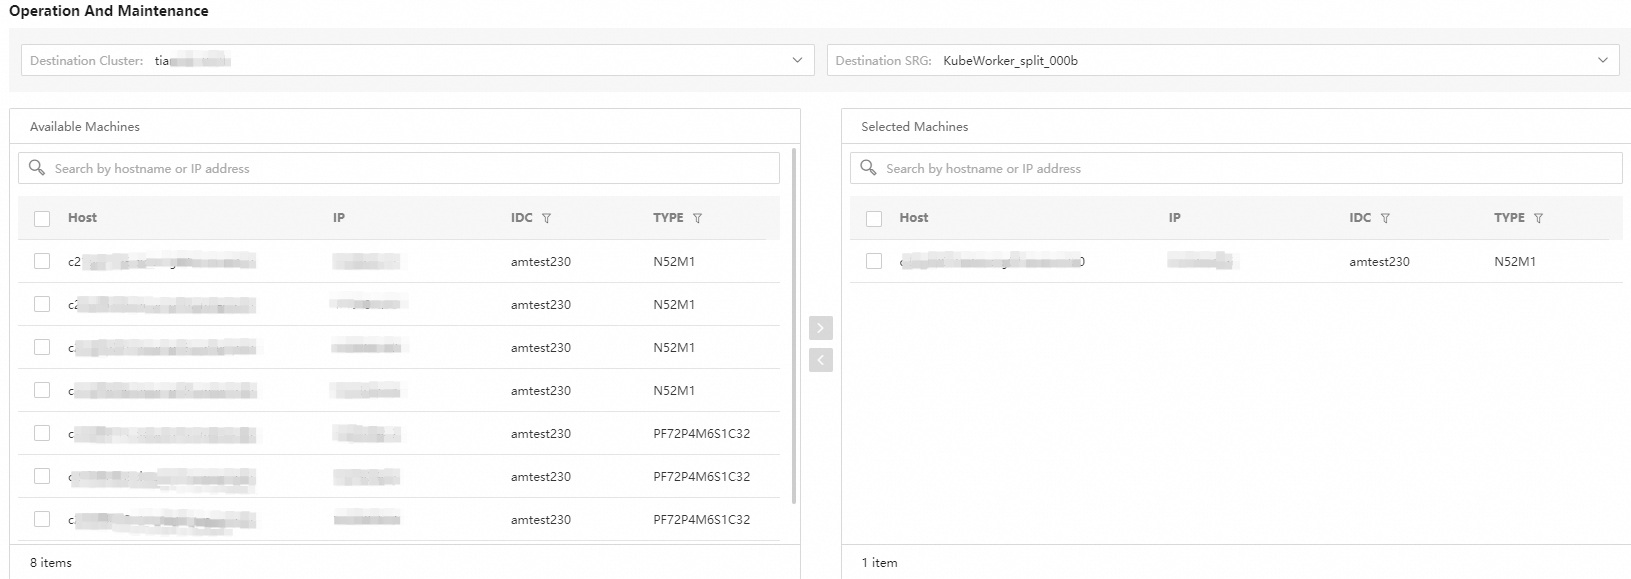 Operation And Maintenance
Destination Cluster:
Destination SRG: KubeWorker_split_000b
Available Machines
Search by hostname or IP address
Host IP IDC TYPE
amtest230 N52M1
amtest230 N52M1
amtest230 N52M1
amtest230 N52M1
amtest230 PF72P4M6S1C32
amtest230 PF72P4M6S1C32
amtest230 PF72P4M6S1C32
8 items
Selected Machines
Search by hostname or IP address
Host IP IDC TYPE
amtest230 N52M1
1 item